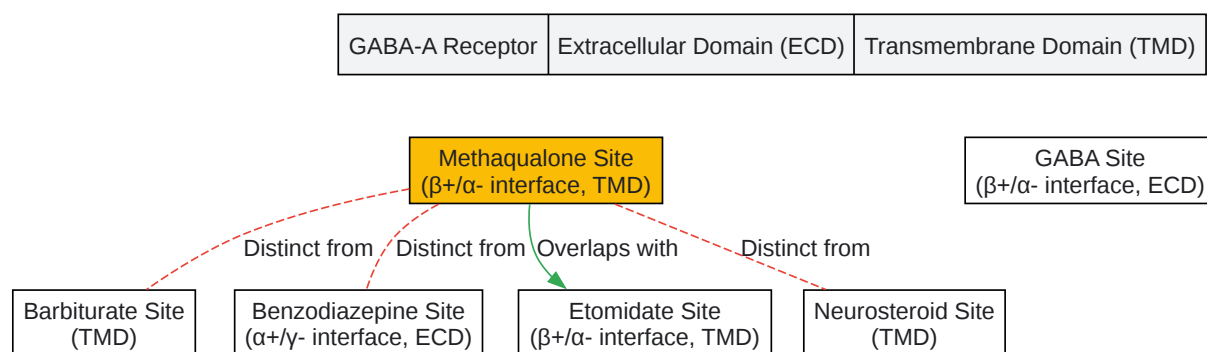 GABA-A Receptor
Extracellular Domain (ECD)
Transmembrane Domain (TMD)
Methaqualone Site
(β+/α- interface, TMD)
GABA Site
(β+/α- interface, ECD)
Distinct from
Distinct from
Overlaps with
Distinct from
Barbiturate Site
(TMD)
Benzodiazepine Site
(α+/γ- interface, ECD)
Etomidate Site
(β+/α- interface, TMD)
Neurosteroid Site
(TMD)